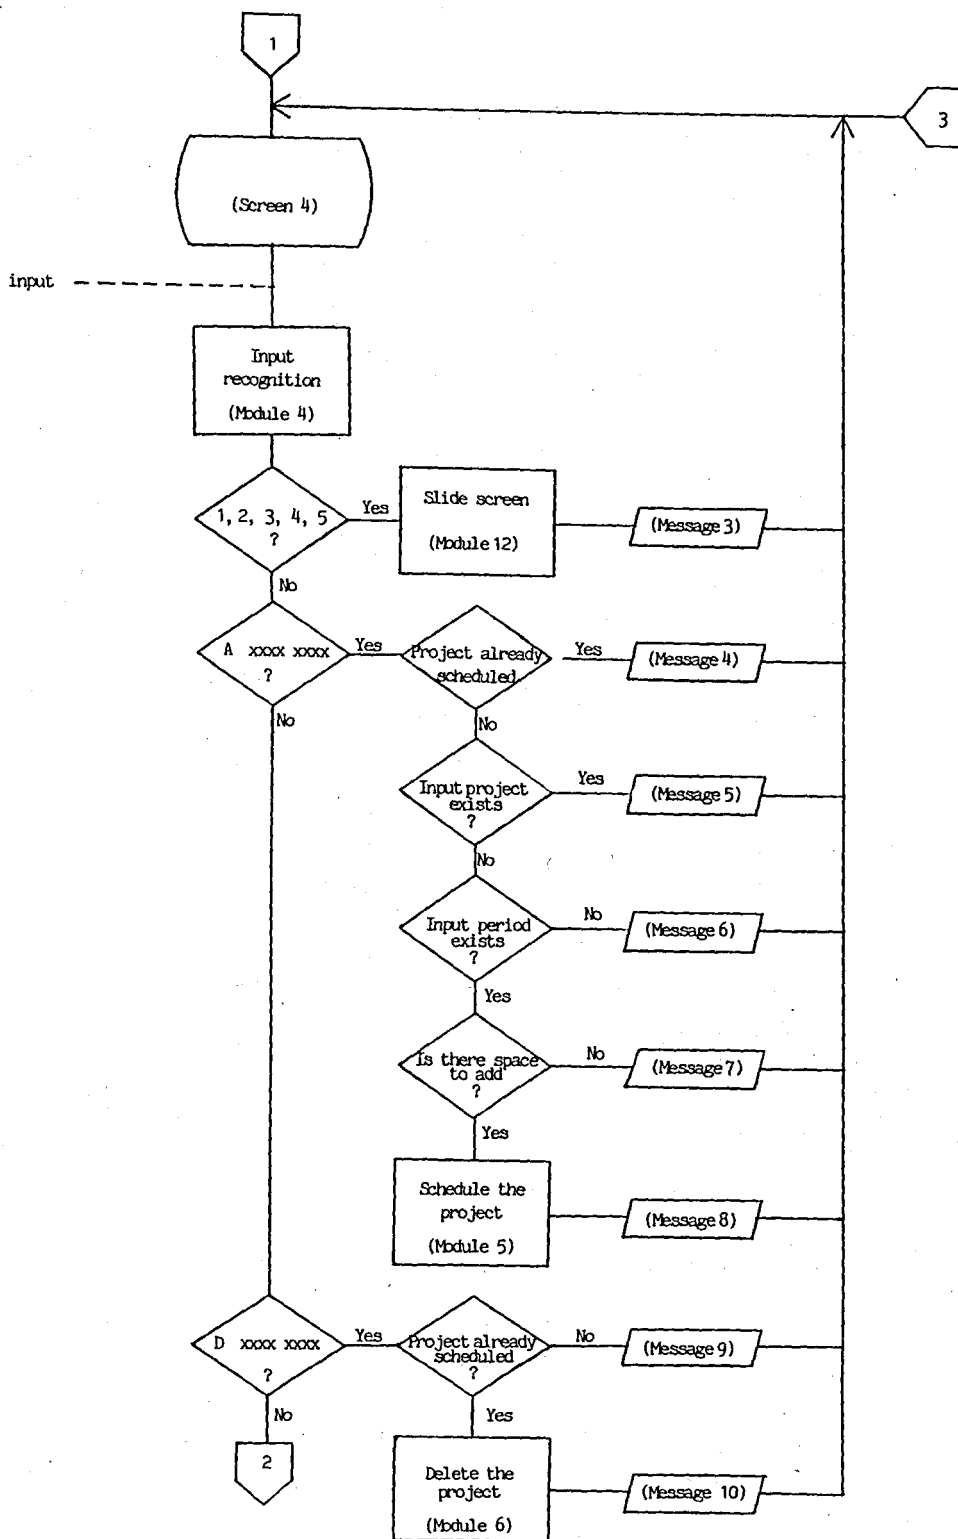 1
3
(Screen 4)
input
Input
recognition
(Module 4)
1, 2, 3, 4, 5
?
Yes
Slide screen
(Module 12)
(Message 3)
No
A xxxx xxxx
?
Yes
Project already
scheduled
Yes
(Message 4)
No
No
Input project
exists
?
Yes
(Message 5)
No
Input period
exists
?
No
(Message 6)
Yes
Is there space
to add
?
No
(Message 7)
Yes
Schedule the
project
(Module 5)
(Message 8)
D xxxx xxxx
?
Yes
Project already
scheduled
?
No
(Message 9)
No
Yes
2
Delete the
project
(Module 6)
(Message 10)